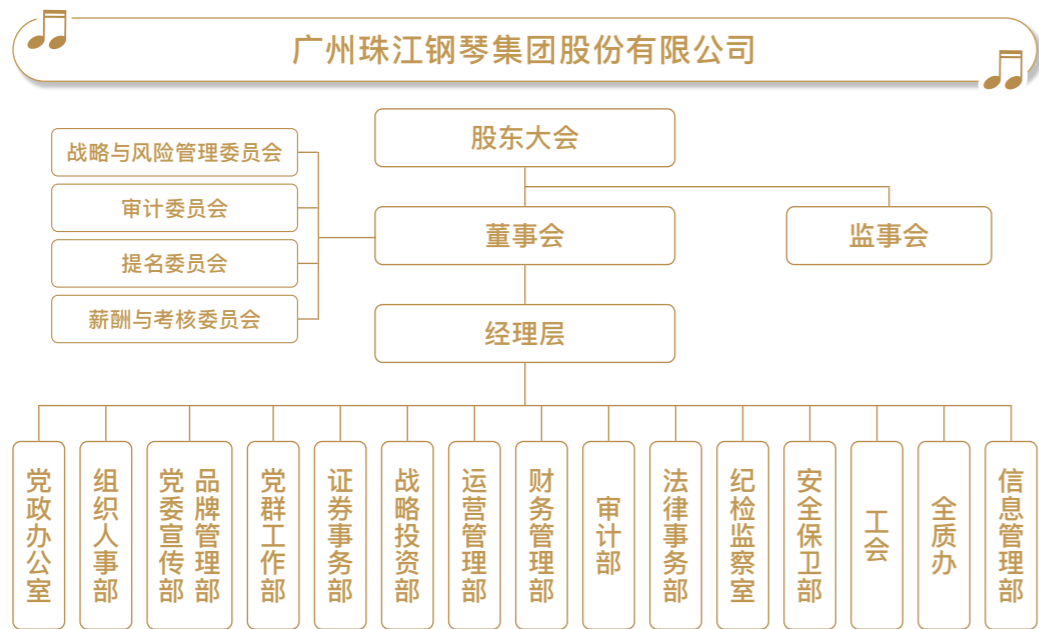 广州珠江钢琴集团股份有限公司
股东大会
战略与风险管理委员会
审计委员会
提名委员会
薪酬与考核委员会
董事会
监事会
经理层
党政办公室
组织人事部
党委宣传部
品牌管理部
党群工作部
证券事务部
战略投资部
运营管理部
财务管理部
审计部
法律事务部
纪检监察室
安全保卫部
工会
全质办
信息管理部